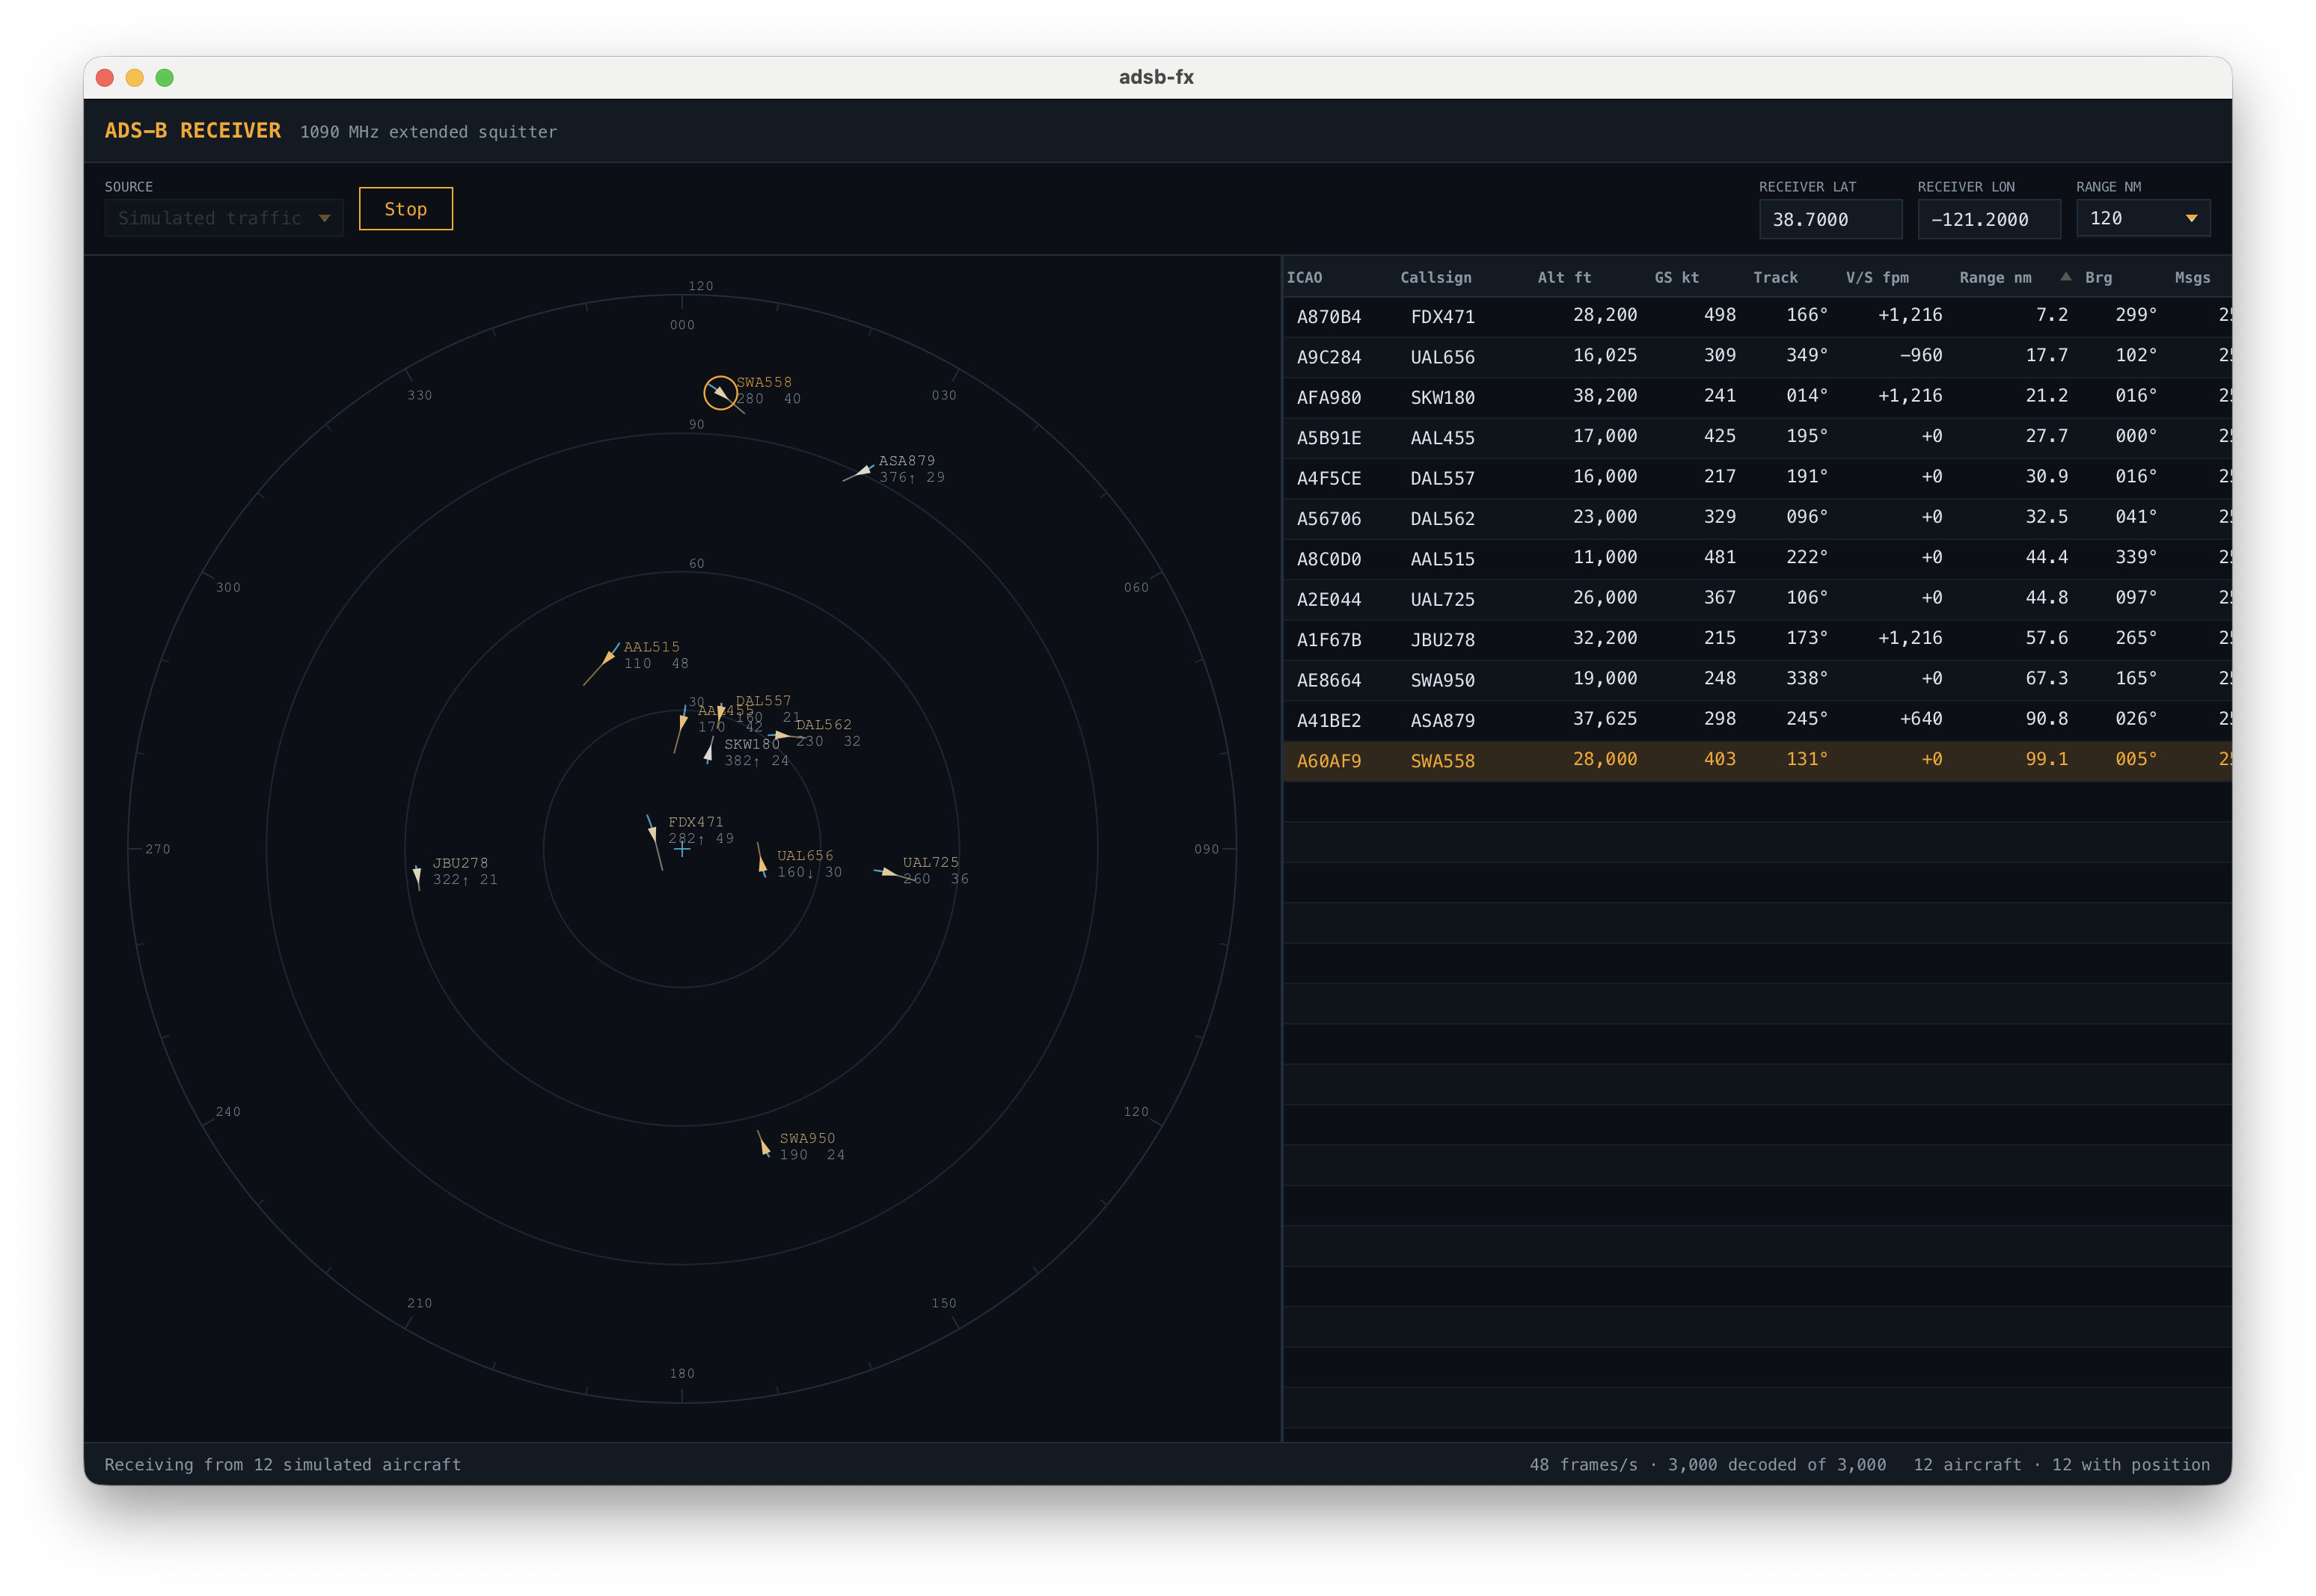 adsb-fx
ADS–B RECEIVER 1090 MHz extended squitter
SOURCE
Simulated traffic
Stop
RECEIVER LAT
38.7000
RECEIVER LON
–121.2000
RANGE NM
120
120
000
330
030
SWA558
280 40
90
ASA879
376↑ 29
60
300
060
AAL515
110 48
30
DAL557
160 21
AAL455
170 42
DAL562
230 32
SKW180
382↑ 24
FDX471
282↑ 49
270
090
UAL656
160↓ 30
UAL725
260 36
JBU278
322↑ 21
240
120
SWA950
190 24
210
150
180
ICAO Callsign Alt ft GS kt Track V/S fpm Range nm Brg Msgs
A870B4 FDX471 28,200 498 166° +1,216 7.2 299°
A9C284 UAL656 16,025 309 349° –960 17.7 102°
AFA980 SKW180 38,200 241 014° +1,216 21.2 016°
A5B91E AAL455 17,000 425 195° +0 27.7 000°
A4F5CE DAL557 16,000 217 191° +0 30.9 016°
A56706 DAL562 23,000 329 096° +0 32.5 041°
A8C0D0 AAL515 11,000 481 222° +0 44.4 339°
A2E044 UAL725 26,000 367 106° +0 44.8 097°
A1F67B JBU278 32,200 215 173° +1,216 57.6 265°
AE8664 SWA950 19,000 248 338° +0 67.3 165°
A41BE2 ASA879 37,625 298 245° +640 90.8 026°
A60AF9 SWA558 28,000 403 131° +0 99.1 005°
Receiving from 12 simulated aircraft
48 frames/s · 3,000 decoded of 3,000 12 aircraft · 12 with position